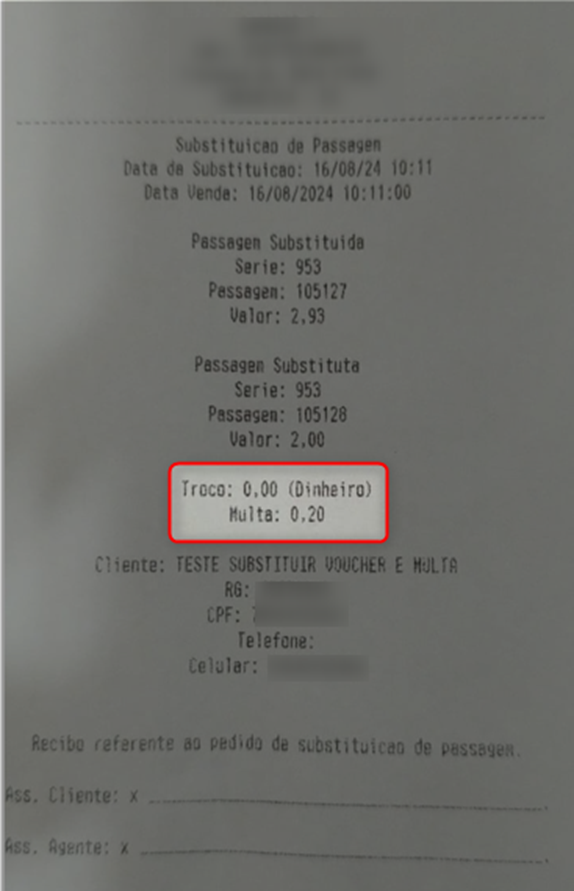 Substituicao de Passagem
Data da Substituicao: 16/08/24 10:11
Data Venda: 16/08/2024 10:11:00
Passagem Substituida
Serie: 953
Passagem: 105127
Valor: 2,93
Passagem Substituta
Serie: 953
Passagem: 105128
Valor: 2,00
Troco: 0,00 (Dinheiro)
Multa: 0,20
Cliente: TESTE SUBSTITUIR VOUCHER E MULTA
RG:
CPF: 7
Telefone:
Celular:
Recibo referente ao pedido de substituicao de passagem.
Ass. Cliente: x
Ass. Agente: x